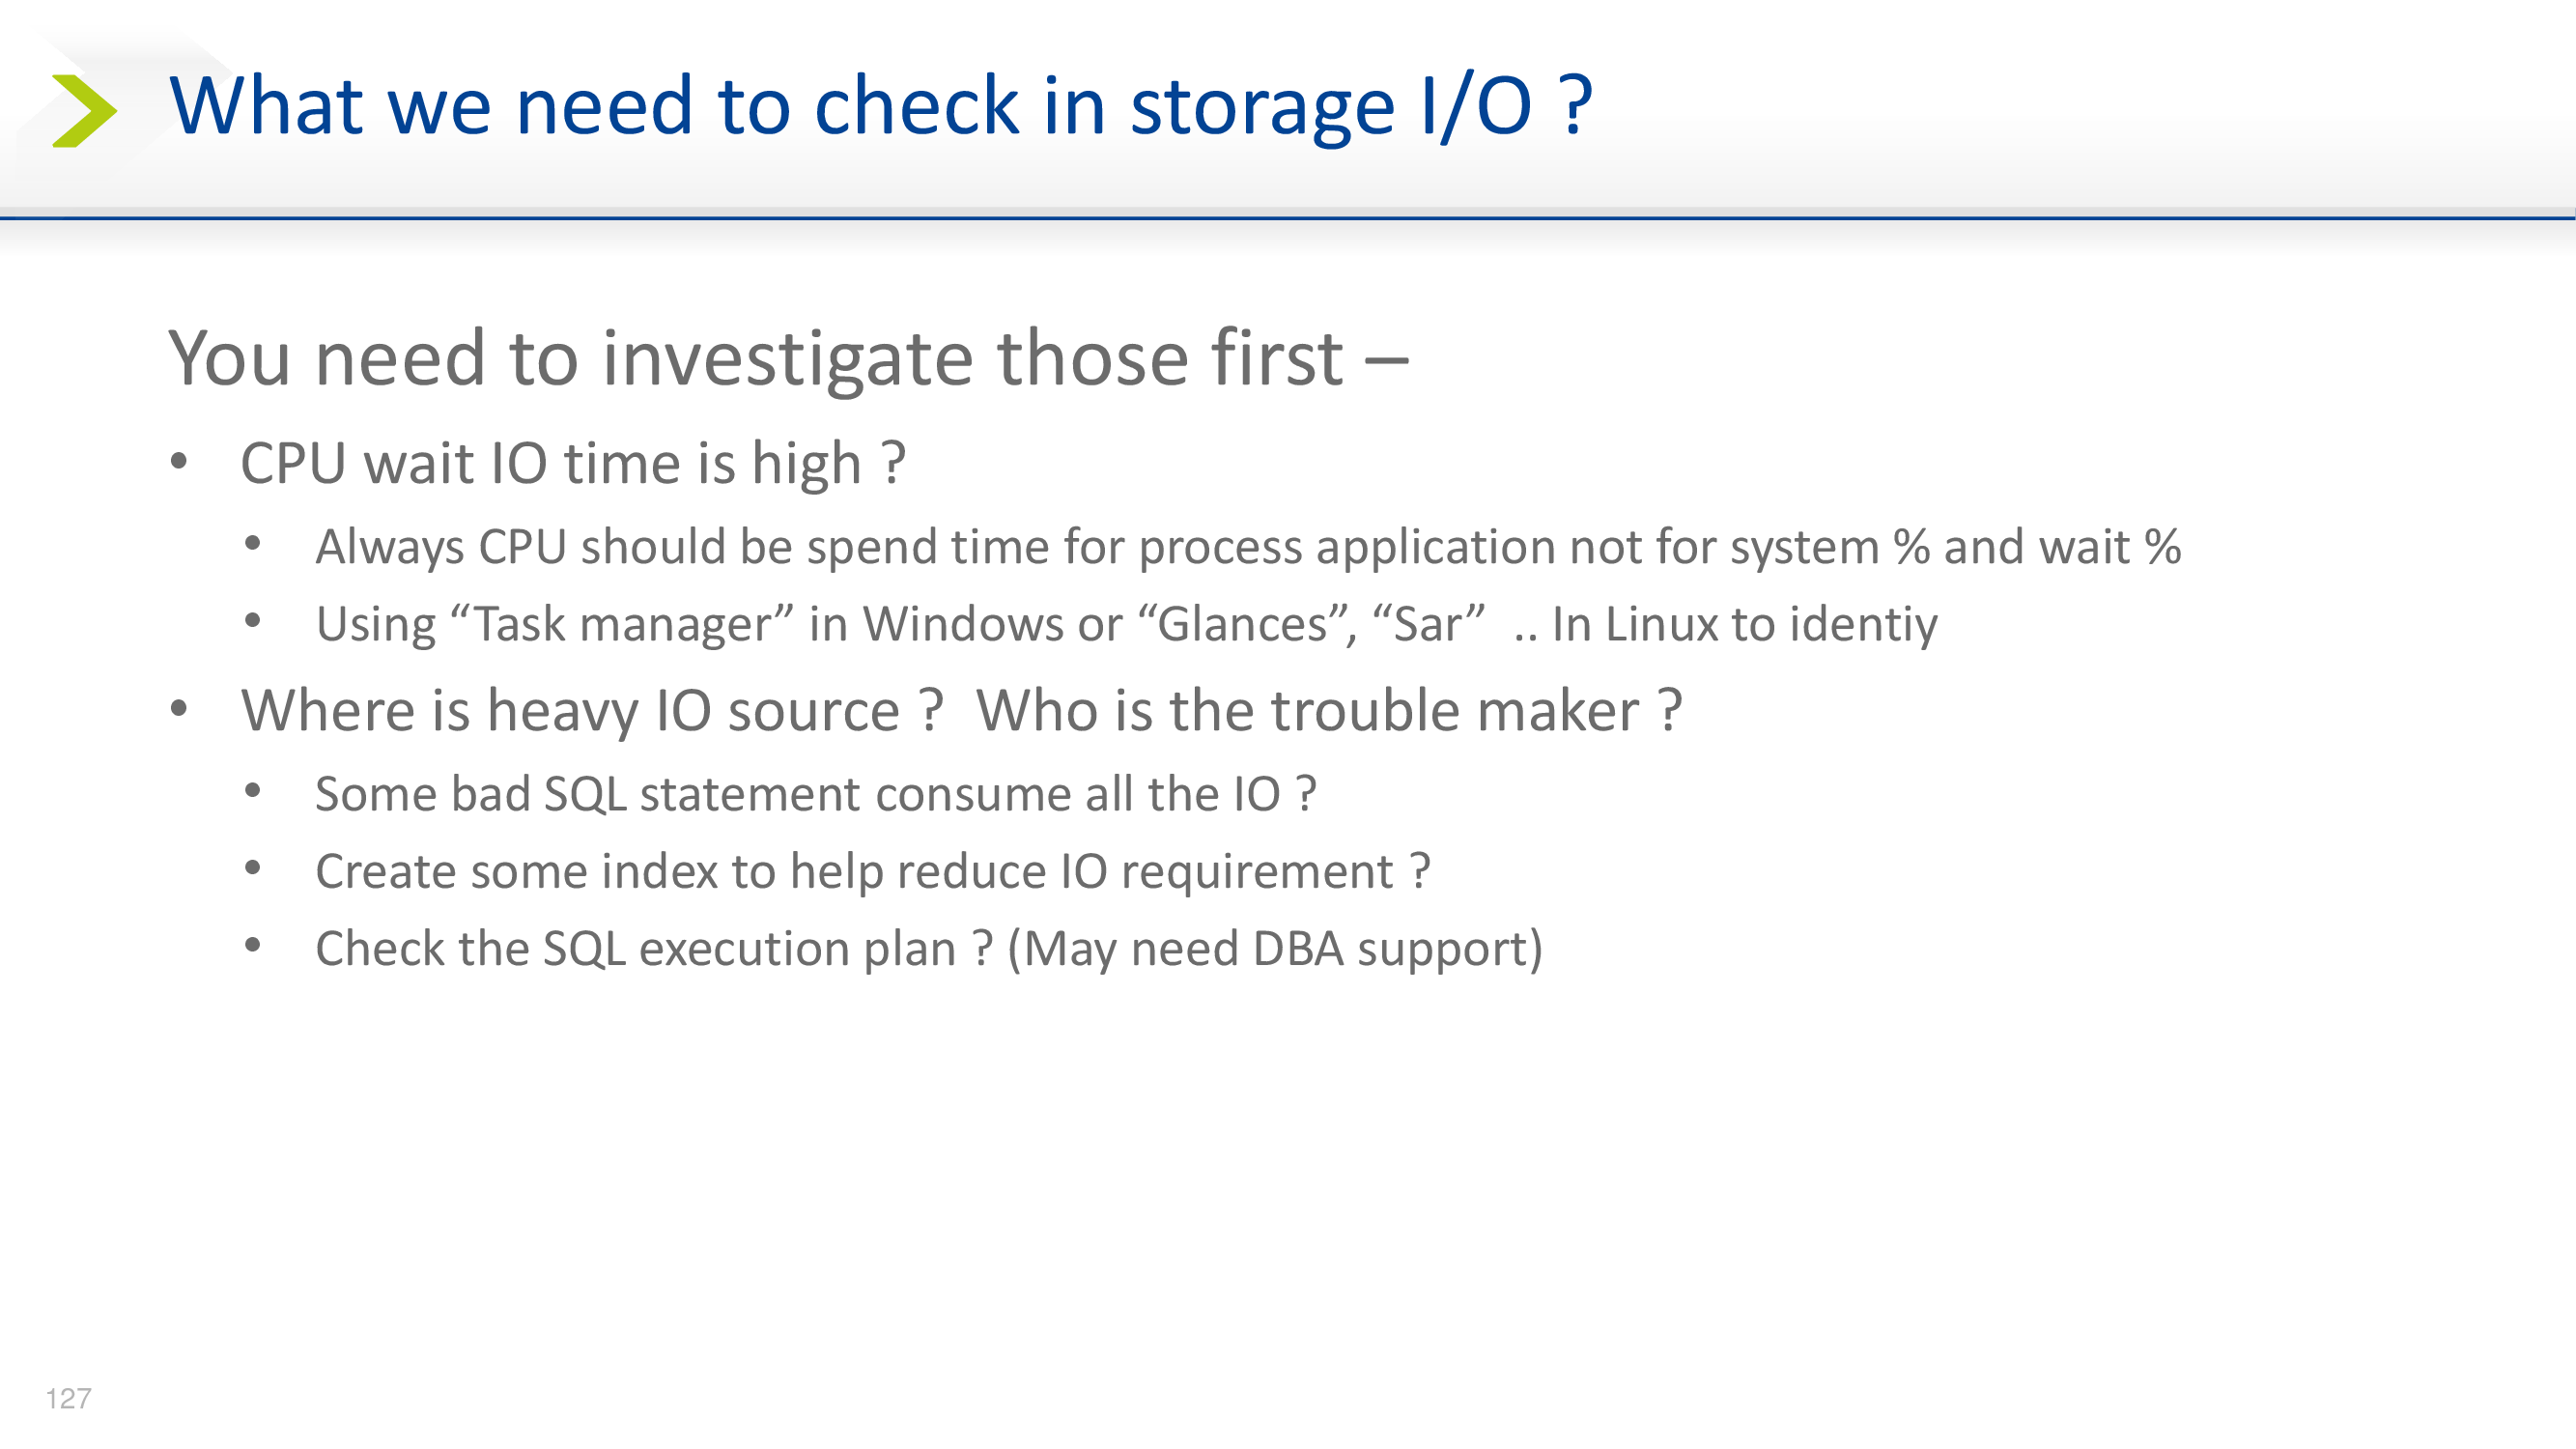 What we need to check in storage I/O ?
You need to investigate those first –
• CPU wait IO time is high ?
• Always CPU should be spend time for process application not for system % and wait %
• Using “Task manager” in Windows or “Glances”, “Sar”  .. In Linux to identiy
• Where is heavy IO source ?  Who is the trouble maker ?
• Some bad SQL statement consume all the IO ?
• Create some index to help reduce IO requirement ?
• Check the SQL execution plan ? (May need DBA support)
127